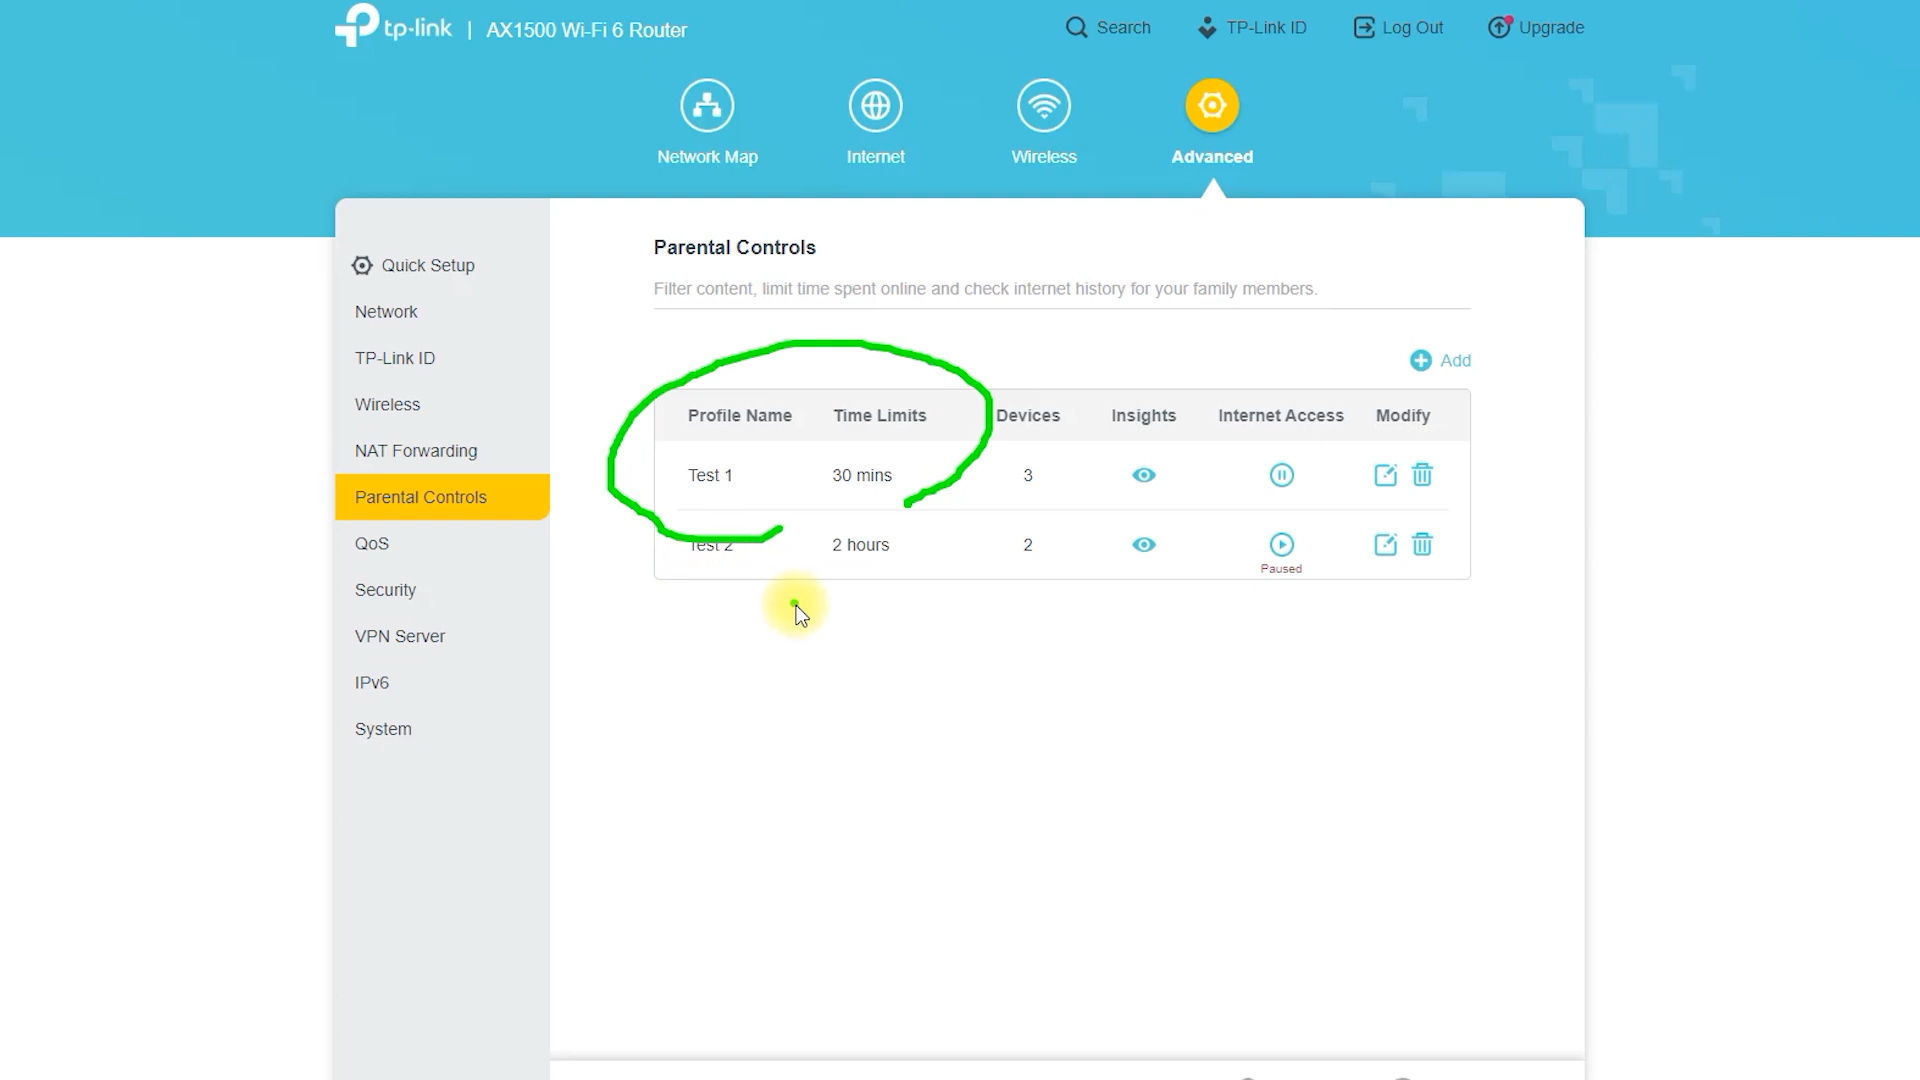 tp-link | AX1500 Wi-Fi 6 Router
Search
TP-Link ID
Log Out
Upgrade
Network Map
Internet
Wireless
Advanced
Quick Setup
Network
TP-Link ID
Wireless
NAT Forwarding
Parental Controls
QoS
Security
VPN Server
IPv6
System
Parental Controls
Filter content, limit time spent online and check internet history for your family members.
Add
Profile Name Time Limits Devices Insights Internet Access Modify
Test 1 30 mins 3
Test 2 2 hours 2
Paused